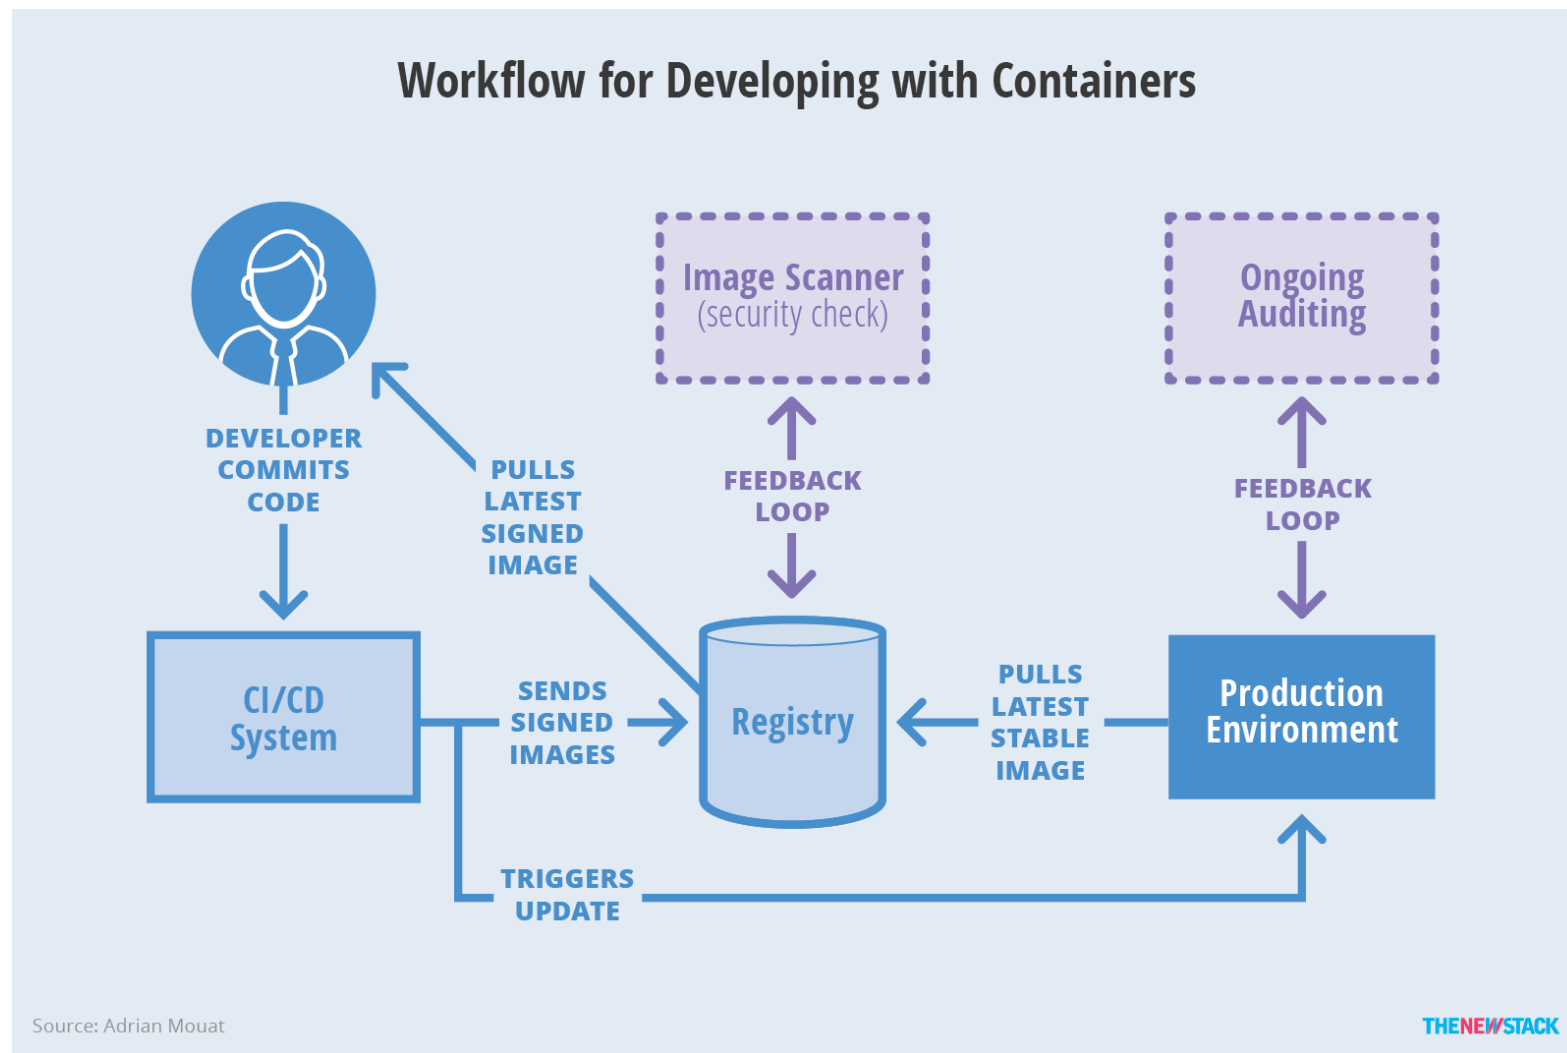 Workflow for Developing with Containers
Image Scanner
(security check)
Ongoing
Auditing
DEVELOPER
COMMITS
CODE
PULLS
LATEST
SIGNED
IMAGE
FEEDBACK
LOOP
FEEDBACK
LOOP
CI/CD
System
SENDS
SIGNED
IMAGES
Registry
PULLS
LATEST
STABLE
IMAGE
Production
Environment
TRIGGERS
UPDATE
Source: Adrian Mouat
THENEWSTACK